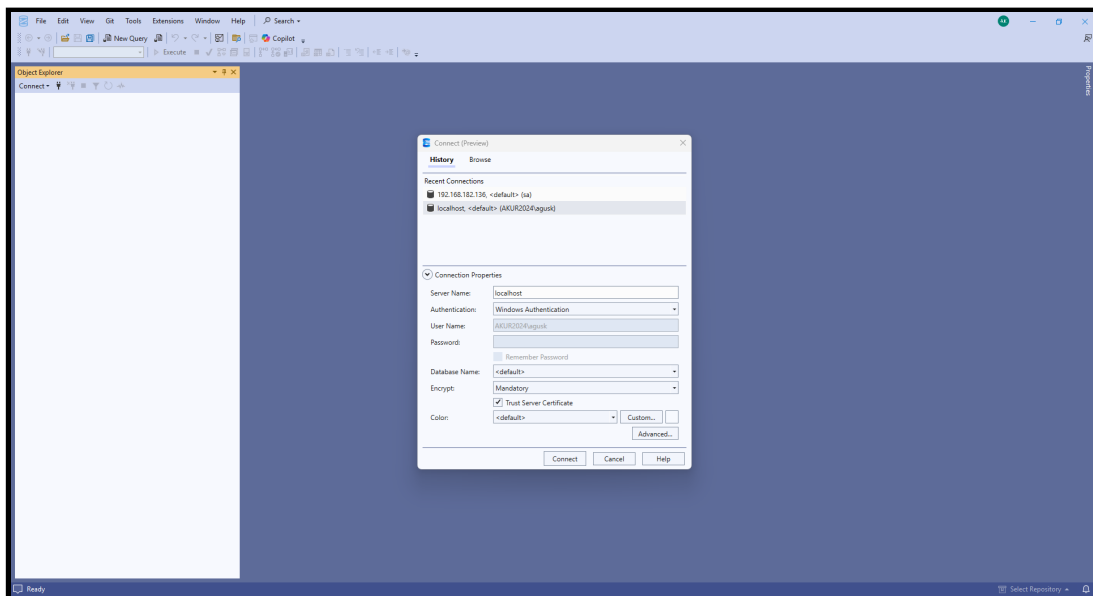 File Edit View Git Tools Extensions Window Help Search AK
New Query Copilot
Execute
Object Explorer
Connect
Properties
Connect (Preview)
History Browse
Recent Connections
192.168.182.136, <default> (sa)
localhost, <default> (AKUR2024\agusk)
Connection Properties
Server Name: localhost
Authentication: Windows Authentication
User Name: AKUR2024\agusk
Password:
Remember Password
Database Name: <default>
Encrypt: Mandatory
Trust Server Certificate
Color: <default> Custom...
Advanced...
Connect Cancel Help
Ready Select Repository